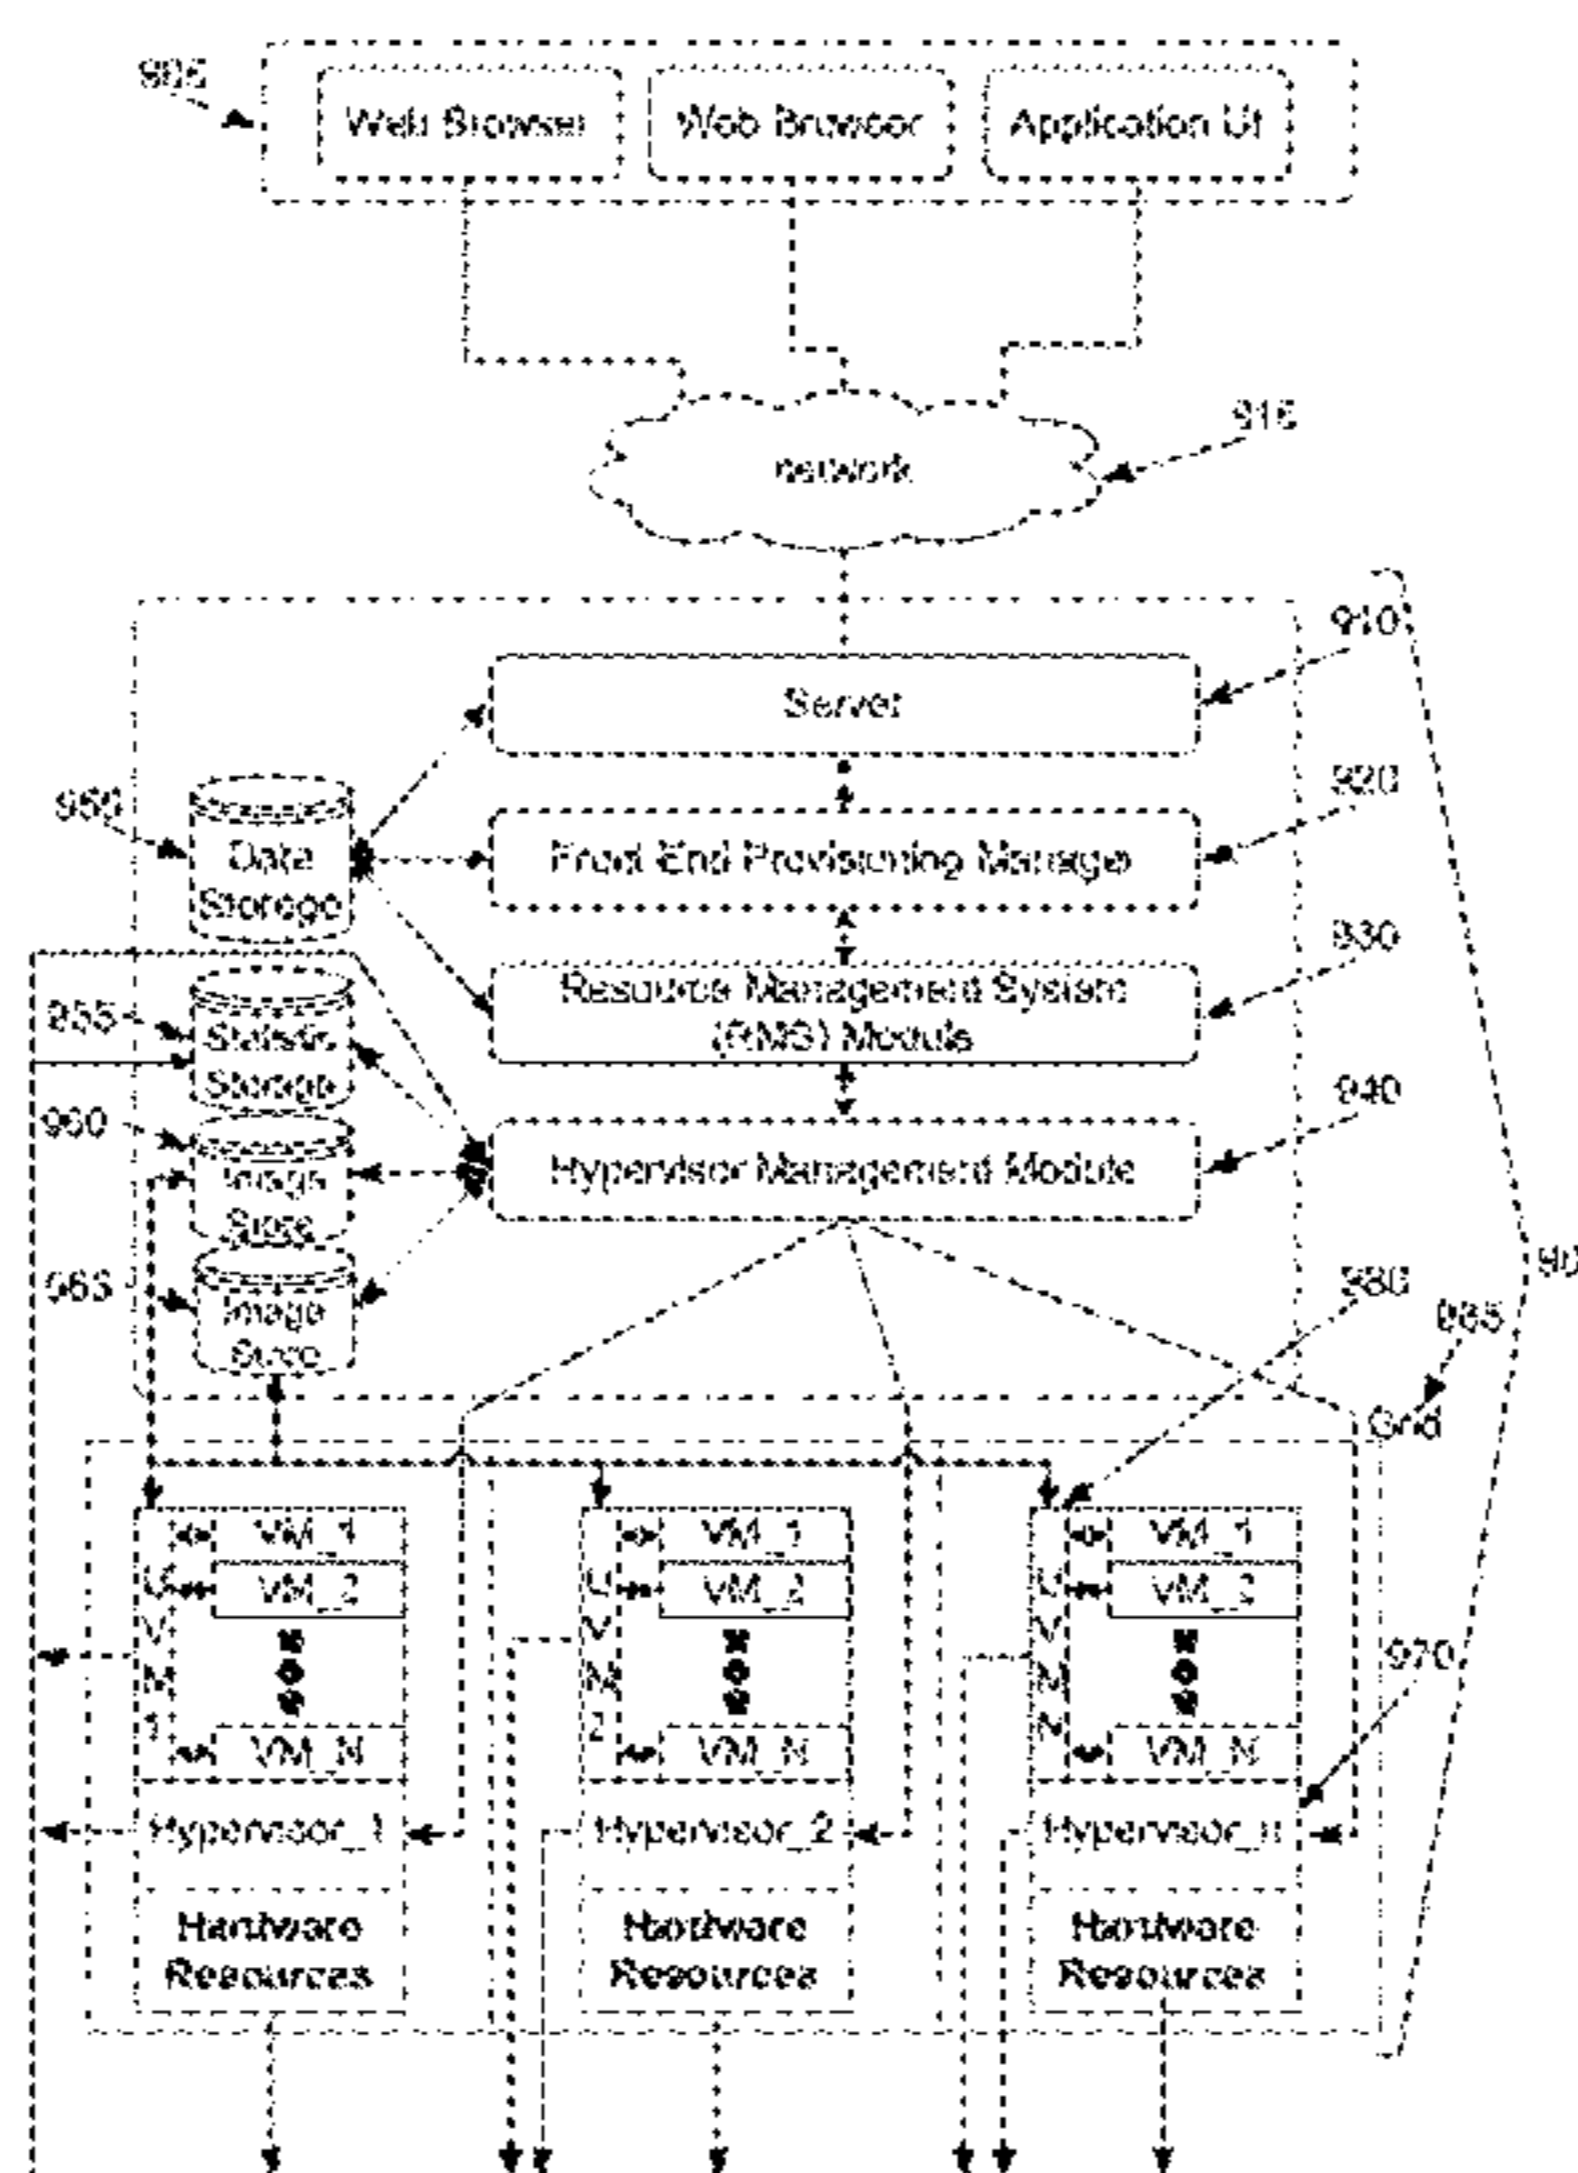 905
Web Browser
Web Browser
Application UI
915
network
910
Server
920
950
Data
Storage
Front End Provisioning Manager
930
Resource Management System
(RMS) Module
955
Statistic
Storage
940
960
Image
Store
Hypervisor Management Module
980
965
Image
Store
985
90
Grid
VM_1
VM_1
VM_1
VM_2
VM_2
VM_2
970
VM_N
VM_N
VM_N
Hypervisor_1
Hypervisor_2
Hypervisor_n
Hardware
Resources
Hardware
Resources
Hardware
Resources